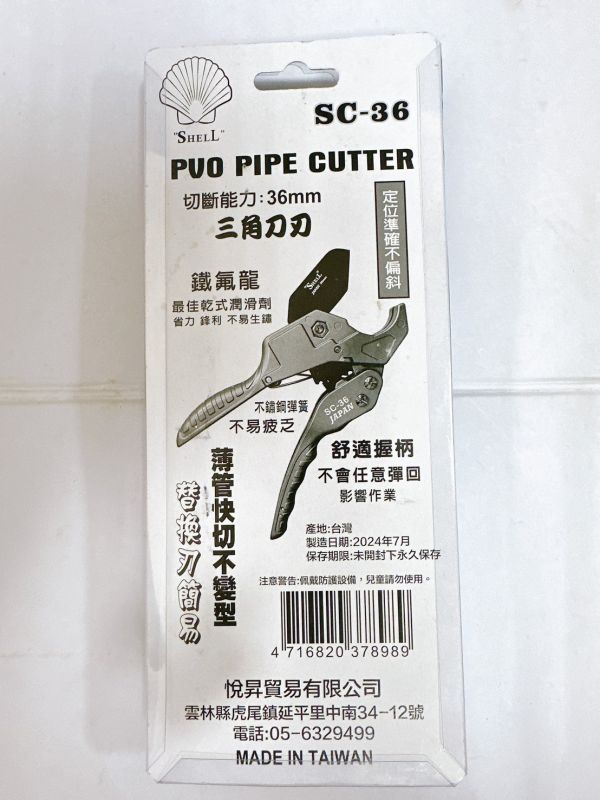 "SHELL"
SC-36
PVO PIPE CUTTER
切斷能力:36mm
三角刀刃
定位準確不偏斜
鐵氟龍
最佳乾式潤滑劑
省力 鋒利 不易生鏽
"SHELL"
SC-36
JAPAN
不鏽鋼彈簧
不易疲乏
舒適握柄
不會任意彈回
影響作業
薄管快切不變型
替換刃簡易
產地:台灣
製造日期:2024年7月
保存期限:未開封下永久保存
注意警告:佩戴防護設備,兒童請勿使用。
4 716820 378989
悅昇貿易有限公司
雲林縣虎尾鎮延平里中南34-12號
電話:05-6329499
MADE IN TAIWAN